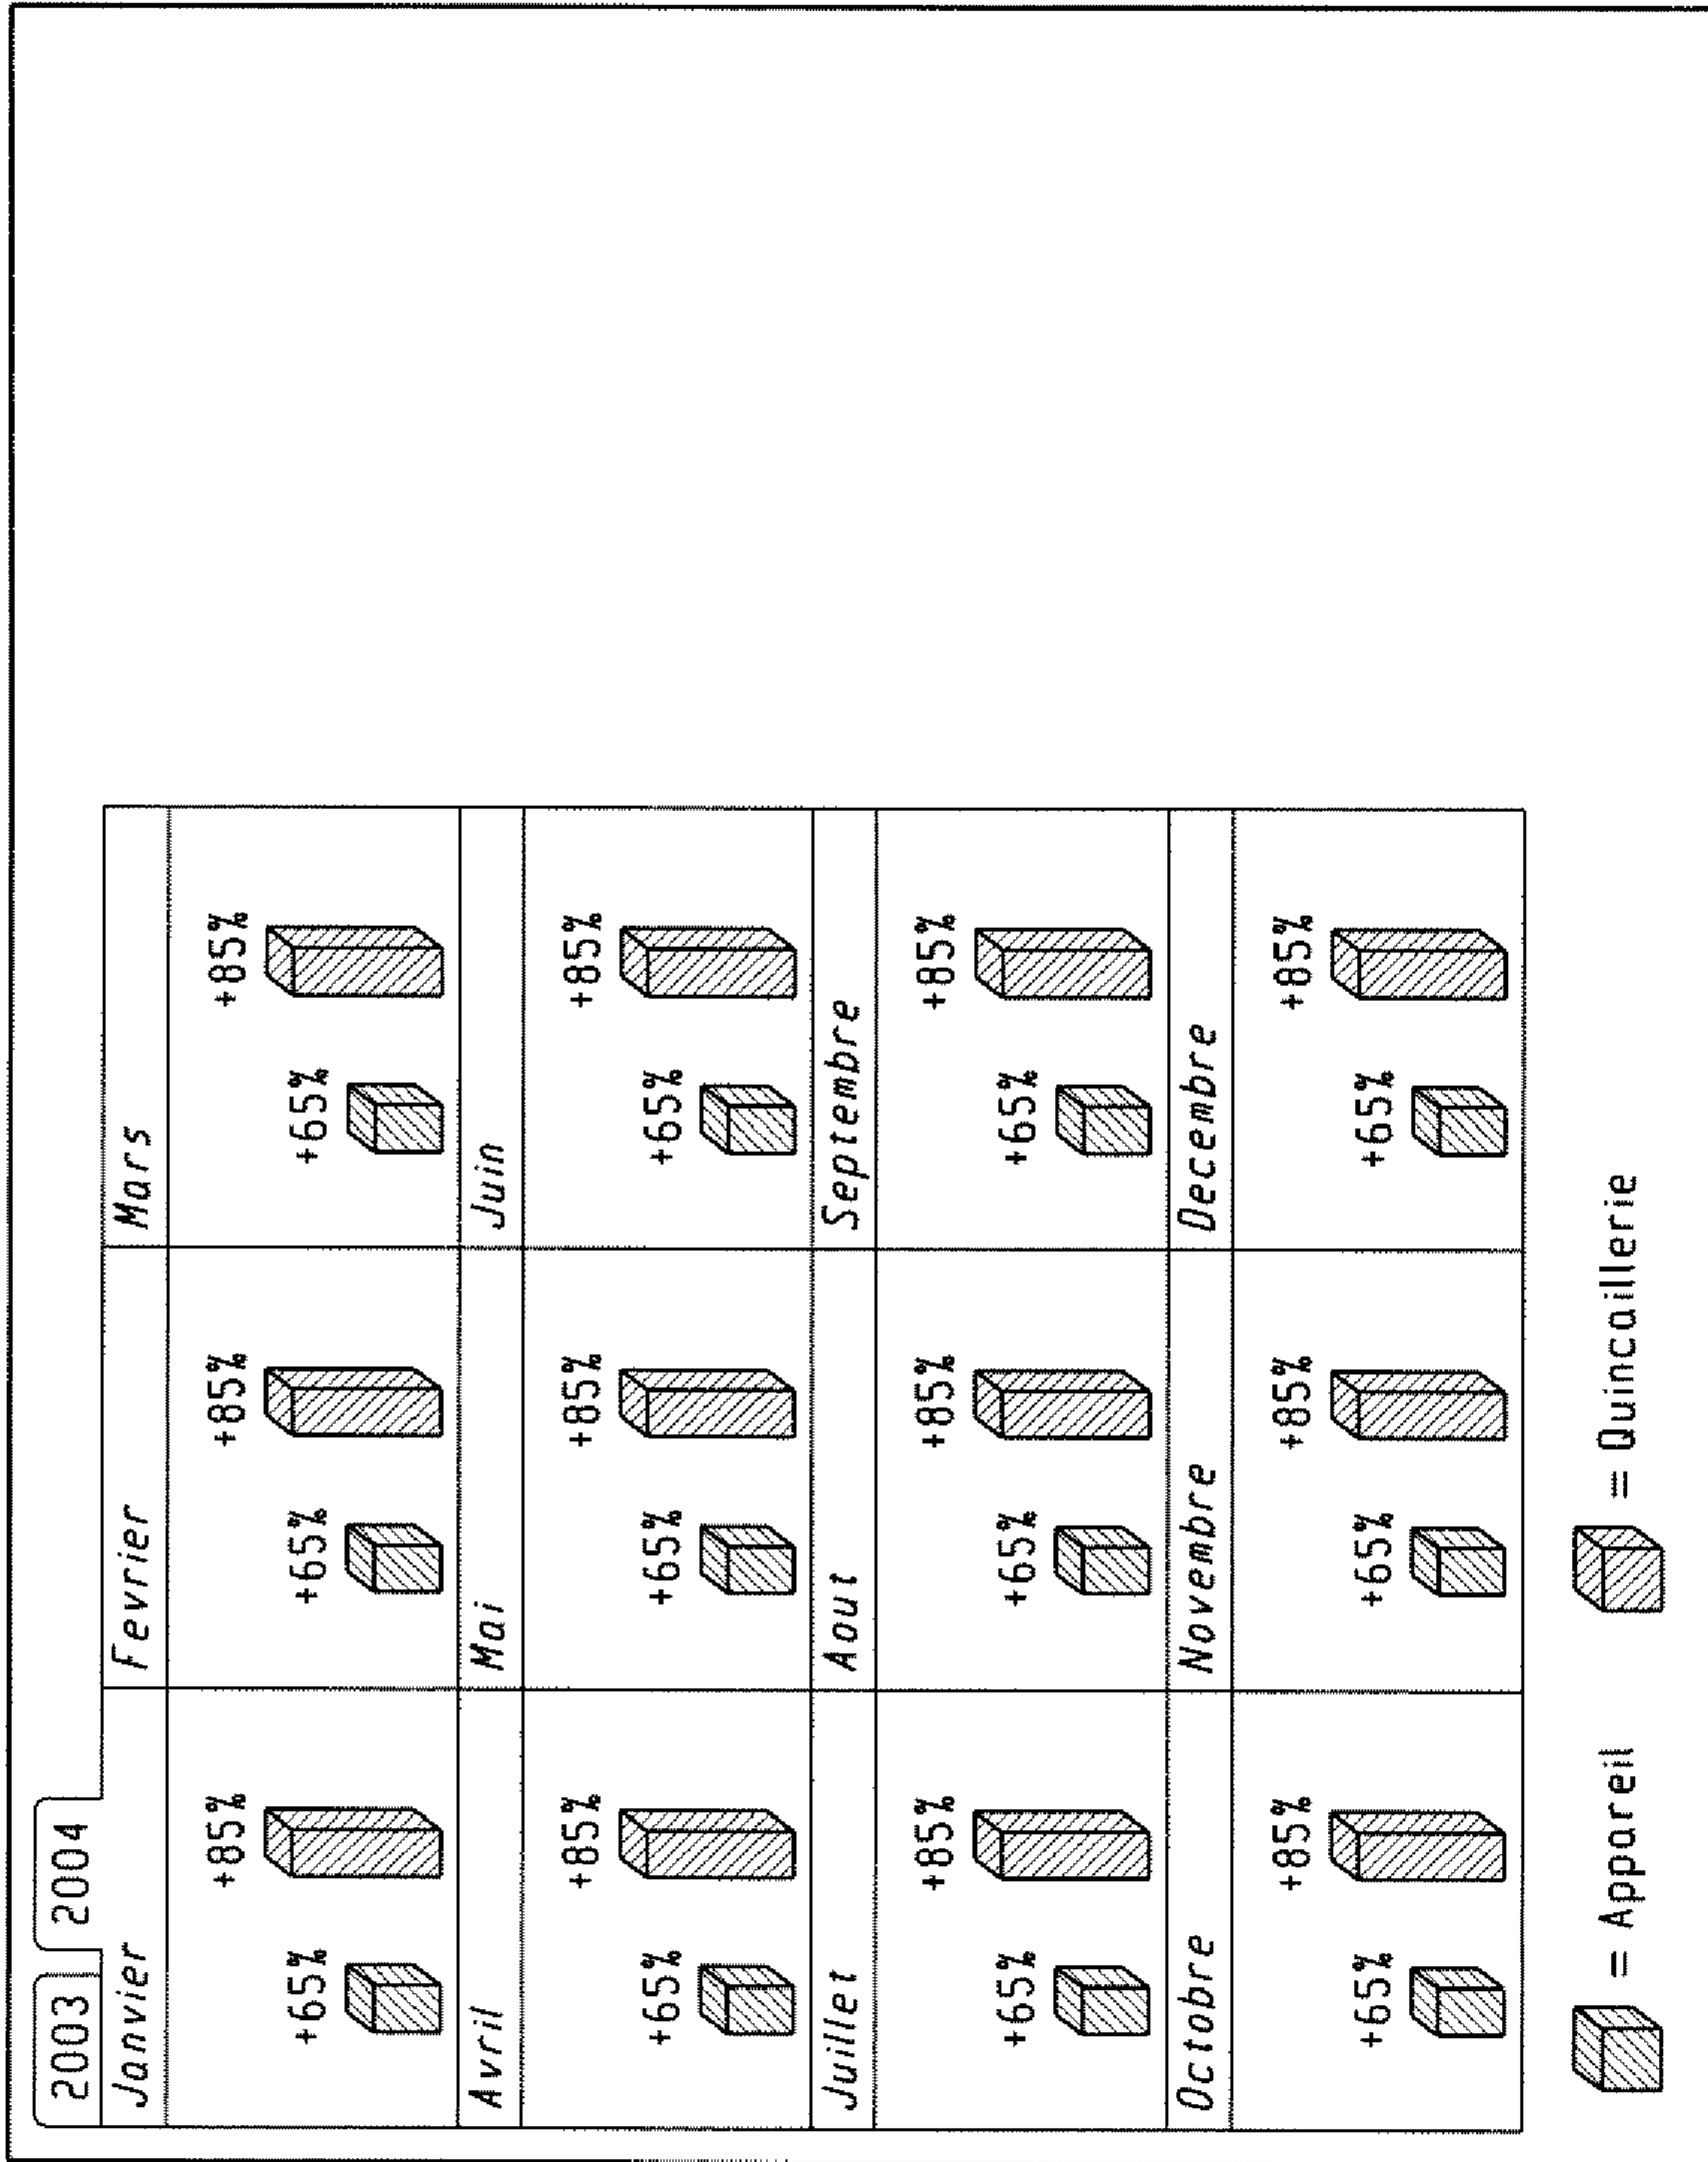 2003 2004
Janvier Fevrier Mars
+65% +85% +65% +85% +65% +85%
Avril Mai Juin
+65% +85% +65% +85% +65% +85%
Juillet Aout Septembre
+65% +85% +65% +85% +65% +85%
Octobre Novembre Decembre
+65% +85% +65% +85% +65% +85%
= Appareil = Quincaillerie